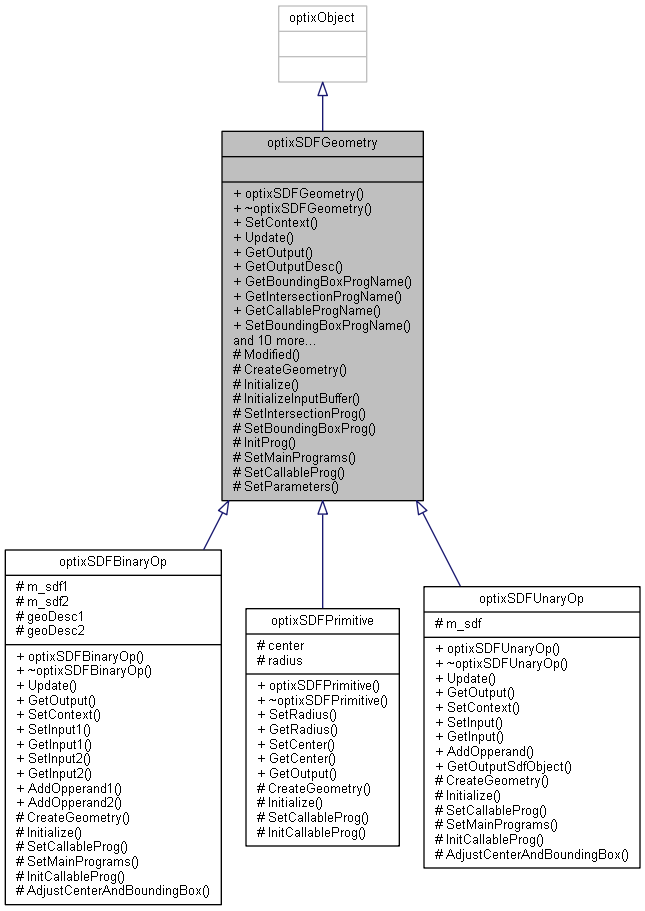 optixObject
optixSDFGeometry
+ optixSDFGeometry()
+ ~optixSDFGeometry()
+ SetContext()
+ Update()
+ GetOutput()
+ GetOutputDesc()
+ GetBoundingBoxProgName()
+ GetIntersectionProgName()
+ GetCallableProgName()
+ SetBoundingBoxProgName()
and 10 more...
# Modified()
# CreateGeometry()
# Initialize()
# InitializeInputBuffer()
# SetIntersectionProg()
# SetBoundingBoxProg()
# InitProg()
# SetMainPrograms()
# SetCallableProg()
# SetParameters()
optixSDFBinaryOp
# m_sdf1
# m_sdf2
# geoDesc1
# geoDesc2
+ optixSDFBinaryOp()
+ ~optixSDFBinaryOp()
+ Update()
+ GetOutput()
+ SetContext()
+ SetInput1()
+ GetInput1()
+ SetInput2()
+ GetInput2()
+ AddOpperand1()
+ AddOpperand2()
# CreateGeometry()
# Initialize()
# SetCallableProg()
# SetMainPrograms()
# InitCallableProg()
# AdjustCenterAndBoundingBox()
optixSDFPrimitive
# center
# radius
+ optixSDFPrimitive()
+ ~optixSDFPrimitive()
+ SetRadius()
+ GetRadius()
+ SetCenter()
+ GetCenter()
+ GetOutput()
# CreateGeometry()
# Initialize()
# SetCallableProg()
# InitCallableProg()
optixSDFUnaryOp
# m_sdf
+ optixSDFUnaryOp()
+ ~optixSDFUnaryOp()
+ Update()
+ GetOutput()
+ SetContext()
+ SetInput()
+ GetInput()
+ AddOpperand()
+ GetOutputSdfObject()
# CreateGeometry()
# Initialize()
# SetCallableProg()
# SetMainPrograms()
# InitCallableProg()
# AdjustCenterAndBoundingBox()